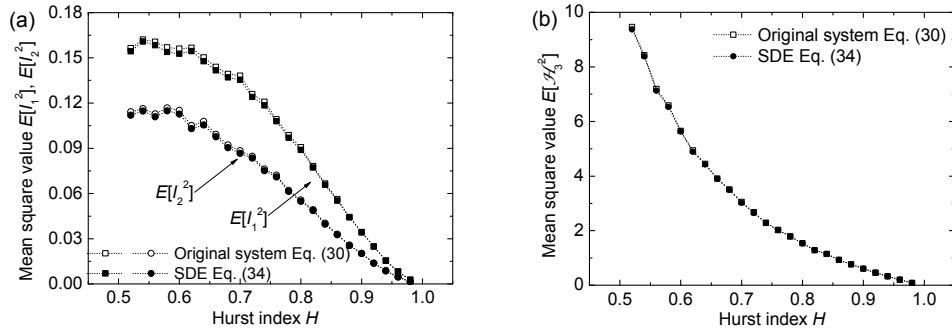 (a)
0.18
0.15
0.12
0.09
0.06
0.03
0.00
Mean square value E[I₁²], E[I₂²]
E[I₂²]
E[I₁²]
Original system Eq. (30)
SDE Eq. (34)
0.5 0.6 0.7 0.8 0.9 1.0
Hurst index H
(b)
10
8
6
4
2
0
Mean square value E[ℋ₃²]
Original system Eq. (30)
SDE Eq. (34)
0.5 0.6 0.7 0.8 0.9 1.0
Hurst index H